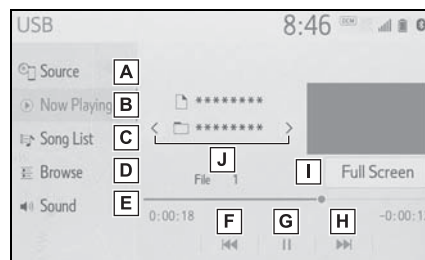 USB 8:46 DCM
Source A
Now Playing B
********
Song List C
< ******** >
J
Browse D
File 1
I Full Screen
Sound E
0:00:18 F G H -0:00:1